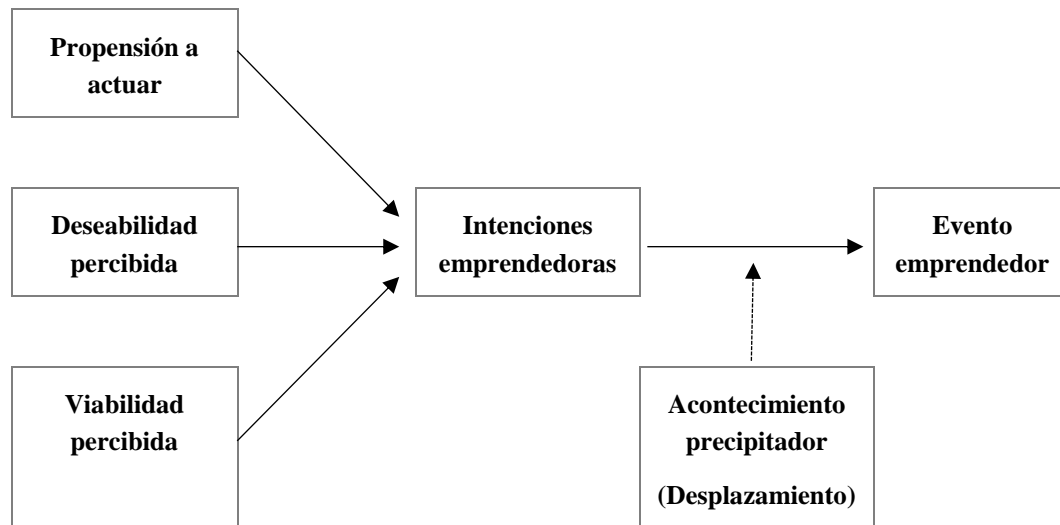 Propensión a
actuar
Deseabilidad
percibida
Intenciones
emprendedoras
Evento
emprendedor
Viabilidad
percibida
Acontecimiento
precipitador
(Desplazamiento)